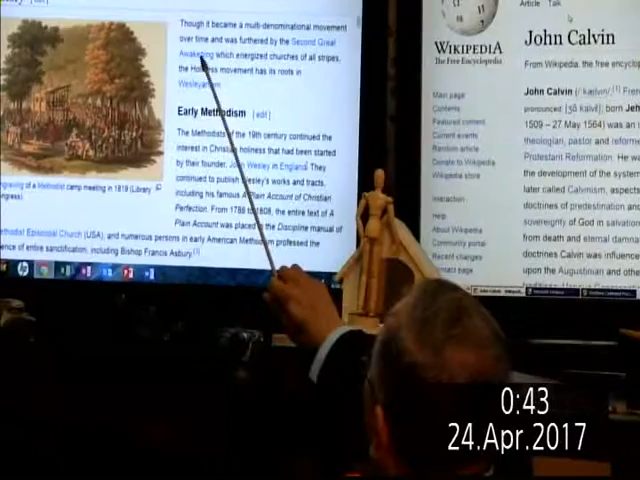 Though it became a multi-denominational movement
over time and was furthered by the Second Great
Awakening which energized churches of all stripes,
the Holiness movement has its roots in
Wesleyanism.
Early Methodism [edit]
The Methodists of the 19th century continued the
interest in Christian holiness that had been started
by their founder, John Wesley in England. They
continued to publish Wesley's works and tracts,
including his famous A Plain Account of Christian
Perfection. From 1788 to 1808, the entire text of A
Plain Account was placed in the Discipline manual of
Methodist Episcopal Church (USA), and numerous persons in early American Methodism professed the
of entire sanctification, including Bishop Francis Asbury.
Engraving of a Methodist camp meeting in 1819 (Library
Congress).
WIKIPEDIA
The Free Encyclopedia
Main page
Contents
Featured content
Current events
Random article
Donate to Wikipedia
Wikipedia store
Interaction
Help
About Wikipedia
Community portal
Recent changes
Contact page
Article Talk
John Calvin
From Wikipedia, the free encyclop
John Calvin
pronounced: born Jeh
1509 – 27 May 1564) was an
theologian, pastor and reforme
Protestant Reformation. He wa
development of the system
later called Calvinism, aspects
doctrines of predestination and
sovereignty of God in salvation
from death and eternal damna
doctrines Calvin was influence
upon the Augustinian and othe
0:43
24.Apr.2017